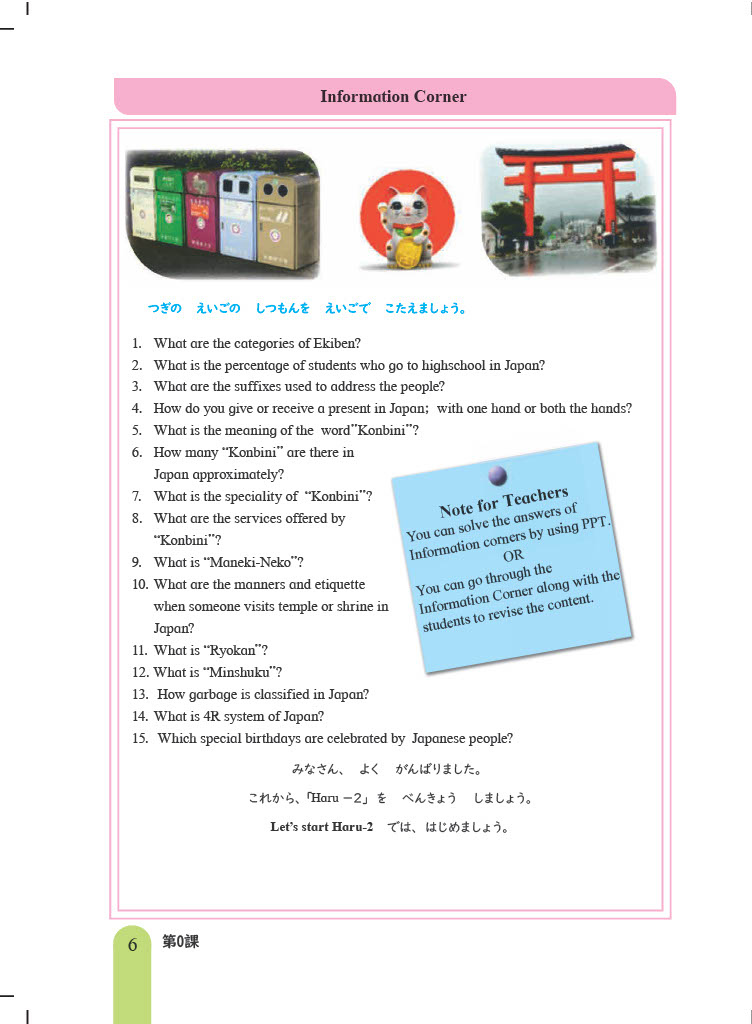 Information Corner
つぎの えいごの しつもんを えいごで こたえましょう。
1. What are the categories of Ekiben?
2. What is the percentage of students who go to highschool in Japan?
3. What are the suffixes used to address the people?
4. How do you give or receive a present in Japan; with one hand or both the hands?
5. What is the meaning of the word”Konbini”?
6. How many “Konbini” are there in
Japan approximately?
7. What is the speciality of “Konbini”?
8. What are the services offered by
“Konbini”?
9. What is “Maneki-Neko”?
10. What are the manners and etiquette
when someone visits temple or shrine in
Japan?
11. What is “Ryokan”?
12. What is “Minshuku”?
13. How garbage is classified in Japan?
14. What is 4R system of Japan?
15. Which special birthdays are celebrated by Japanese people?
Note for Teachers
You can solve the answers of
Information corners by using PPT.
OR
You can go through the
Information Corner along with the
students to revise the content.
みなさん、 よく がんばりました。
これから、「Haru －2」 を べんきょう しましょう。
Let’s start Haru-2 では、はじめましょう。
6 第0課